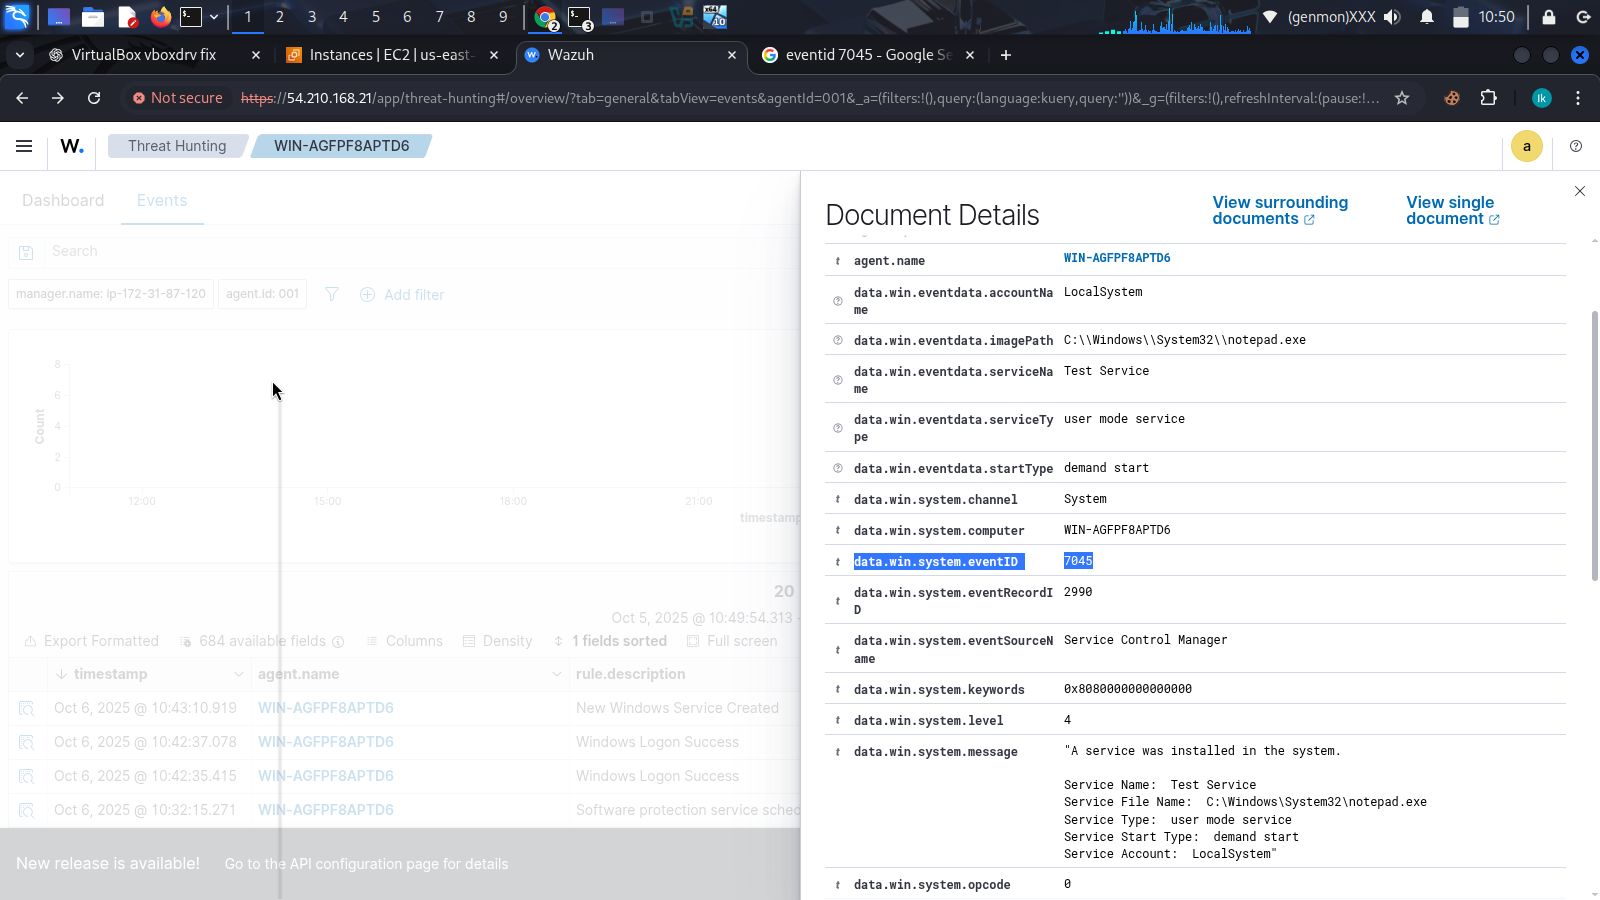 1 2 3 4 5 6 7 8 9 2 3 (genmon)XXX 10:50
VirtualBox vboxdrv fix
Instances | EC2 | us-east-
Wazuh
eventid 7045 - Google Se
Not secure https://54.210.168.21/app/threat-hunting#/overview/?tab=general&tabView=events&agentId=001&_a=(filters:!(),query:(language:kuery,query:''))&_g=(filters:!(),refreshInterval:(pause:!... lk
W. Threat Hunting WIN-AGFPF8APTD6 a
Dashboard Events
Search
manager.name: ip-172-31-87-120 agent.id: 001 Add filter
8
6
4
2
0
Count
12:00 15:00 18:00 21:00
timestamp
20
Oct 5, 2025 @ 10:49:54.313 -
Export Formatted 684 available fields Columns Density 1 fields sorted Full screen
timestamp agent.name rule.description
Oct 6, 2025 @ 10:43:10.919 WIN-AGFPF8APTD6 New Windows Service Created
Oct 6, 2025 @ 10:42:37.078 WIN-AGFPF8APTD6 Windows Logon Success
Oct 6, 2025 @ 10:42:35.415 WIN-AGFPF8APTD6 Windows Logon Success
Oct 6, 2025 @ 10:32:15.271 WIN-AGFPF8APTD6 Software protection service sched
New release is available! Go to the API configuration page for details
Document Details
View surrounding
documents
View single
document
t agent.name WIN-AGFPF8APTD6
data.win.eventdata.accountNa
me LocalSystem
data.win.eventdata.imagePath C:\\Windows\\System32\\notepad.exe
data.win.eventdata.serviceNa
me Test Service
data.win.eventdata.serviceTy
pe user mode service
data.win.eventdata.startType demand start
t data.win.system.channel System
t data.win.system.computer WIN-AGFPF8APTD6
t data.win.system.eventID 7045
t data.win.system.eventRecordI
D 2990
t data.win.system.eventSourceN
ame Service Control Manager
t data.win.system.keywords 0x8080000000000000
t data.win.system.level 4
t data.win.system.message "A service was installed in the system.
Service Name: Test Service
Service File Name: C:\Windows\System32\notepad.exe
Service Type: user mode service
Service Start Type: demand start
Service Account: LocalSystem"
t data.win.system.opcode 0